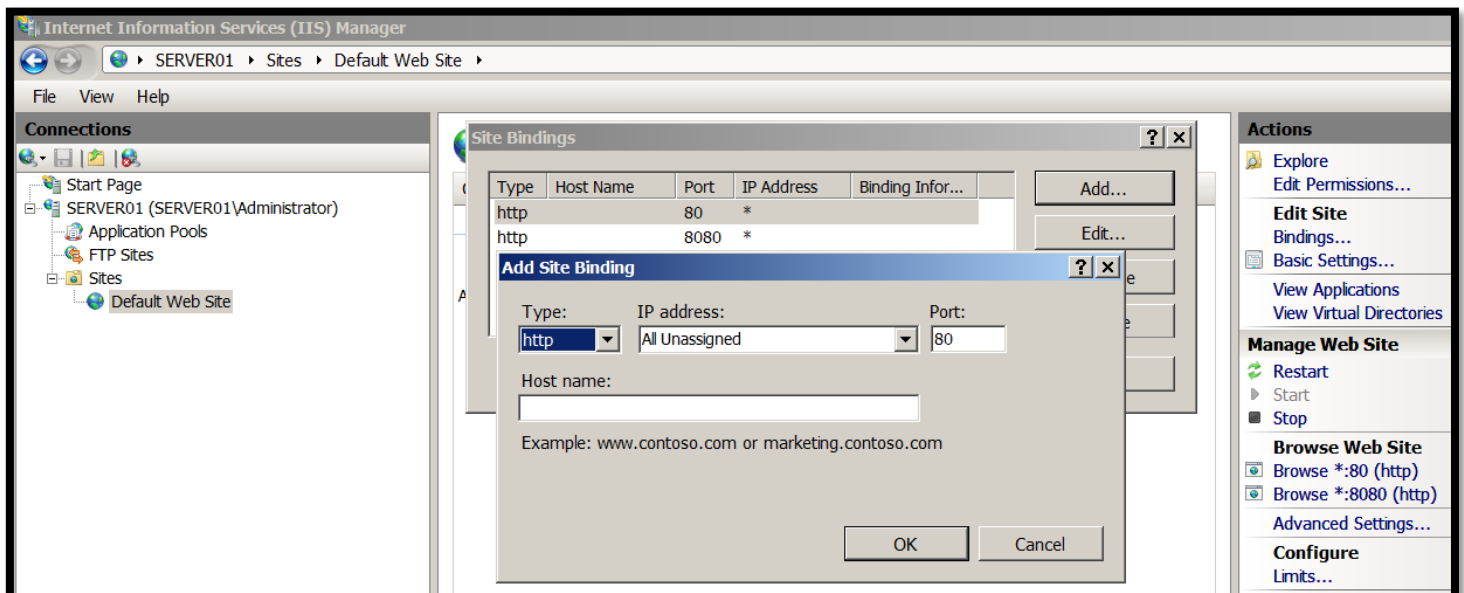 Internet Information Services (IIS) Manager
SERVER01 Sites Default Web Site
File View Help
Connections
Start Page
SERVER01 (SERVER01\Administrator)
Application Pools
FTP Sites
Sites
Default Web Site
Site Bindings
Type Host Name Port IP Address Binding Infor...
http 80 *
http 8080 *
Add...
Edit...
Add Site Binding
Type: IP address: Port:
http All Unassigned 80
Host name:
Example: www.contoso.com or marketing.contoso.com
OK Cancel
Actions
Explore
Edit Permissions...
Edit Site
Bindings...
Basic Settings...
View Applications
View Virtual Directories
Manage Web Site
Restart
Start
Stop
Browse Web Site
Browse *:80 (http)
Browse *:8080 (http)
Advanced Settings...
Configure
Limits...